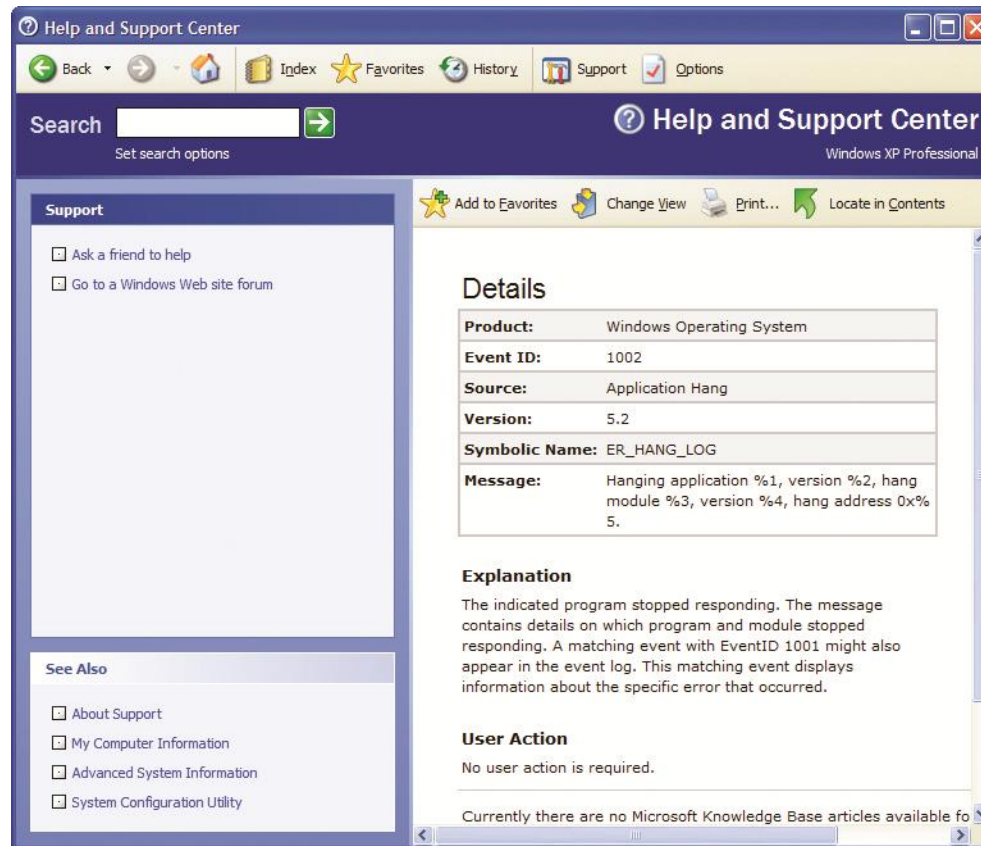 Help and Support Center
Back
Index
Favorites
History
Support
Options
Search
Set search options
Help and Support Center
Windows XP Professional
Support
Ask a friend to help
Go to a Windows Web site forum
See Also
About Support
My Computer Information
Advanced System Information
System Configuration Utility
Add to Favorites
Change View
Print...
Locate in Contents
Details
Product: Windows Operating System
Event ID: 1002
Source: Application Hang
Version: 5.2
Symbolic Name: ER_HANG_LOG
Message: Hanging application %1, version %2, hang
module %3, version %4, hang address 0x%
5.
Explanation
The indicated program stopped responding. The message
contains details on which program and module stopped
responding. A matching event with EventID 1001 might also
appear in the event log. This matching event displays
information about the specific error that occurred.
User Action
No user action is required.
Currently there are no Microsoft Knowledge Base articles available fo